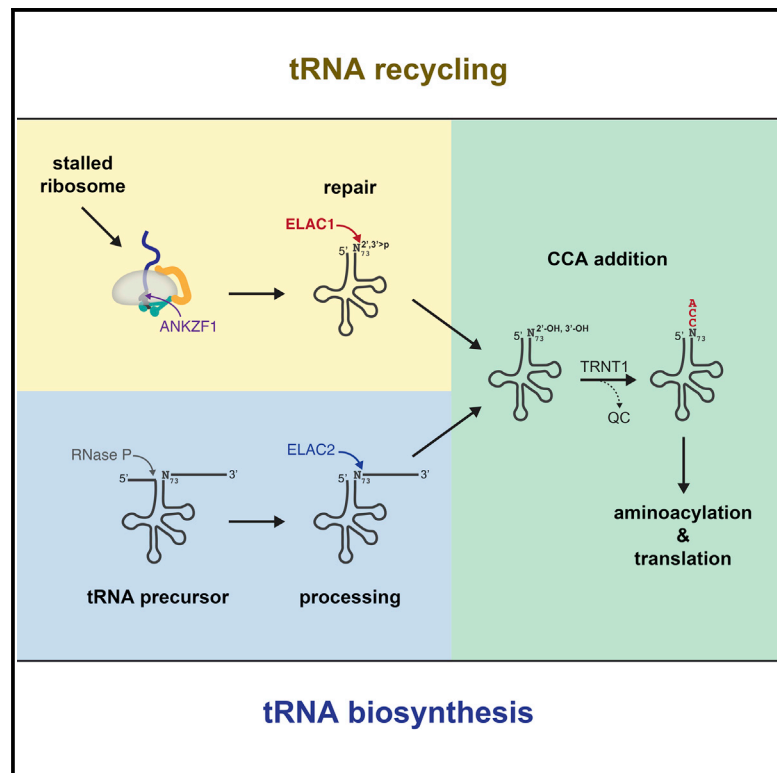 tRNA recycling
stalled
ribosome
ANKZF1
repair
ELAC1
5' N 2',3'>p
73
CCA addition
5' N 2'-OH, 3'-OH
73
TRNT1
QC
A
C
C
5' N
73
aminoacylation
&
translation
RNase P
5' N 3'
73
tRNA precursor
ELAC2
5' N 3'
73
processing
tRNA biosynthesis